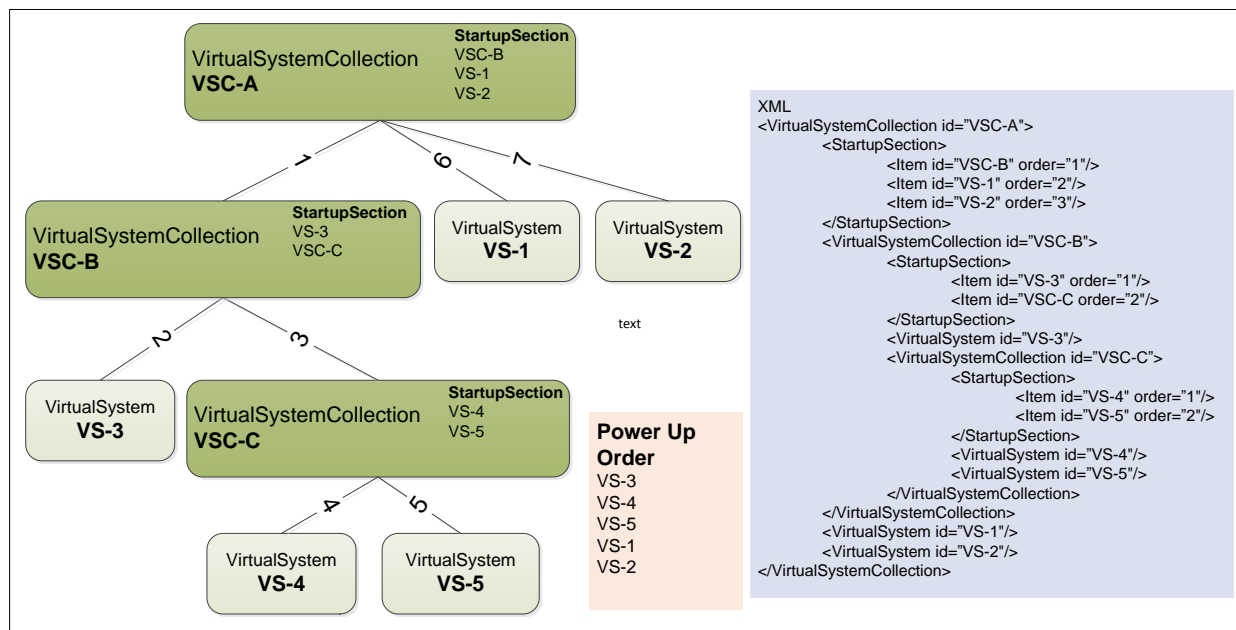 VirtualSystemCollection
VSC-A
StartupSection
VSC-B
VS-1
VS-2
1
6
7
VirtualSystemCollection
VSC-B
StartupSection
VS-3
VSC-C
VirtualSystem
VS-1
VirtualSystem
VS-2
text
2
3
VirtualSystem
VS-3
VirtualSystemCollection
VSC-C
StartupSection
VS-4
VS-5
4
5
VirtualSystem
VS-4
VirtualSystem
VS-5
Power Up
Order
VS-3
VS-4
VS-5
VS-1
VS-2
XML
<VirtualSystemCollection id=”VSC-A">
<StartupSection>
<Item id=”VSC-B" order=”1"/>
<Item id=”VS-1" order=”2"/>
<Item id=”VS-2" order=”3"/>
</StartupSection>
<VirtualSystemCollection id=”VSC-B">
<StartupSection>
<Item id=”VS-3" order=”1"/>
<Item id=”VSC-C order=”2"/>
</StartupSection>
<VirtualSystem id=”VS-3"/>
<VirtualSystemCollection id=”VSC-C”>
<StartupSection>
<Item id=”VS-4" order=”1"/>
<Item id=”VS-5" order=”2"/>
</StartupSection>
<VirtualSystem id=”VS-4"/>
<VirtualSystem id=”VS-5"/>
</VirtualSystemCollection>
</VirtualSystemCollection>
<VirtualSystem id=”VS-1"/>
<VirtualSystem id=”VS-2"/>
</VirtualSystemCollection>